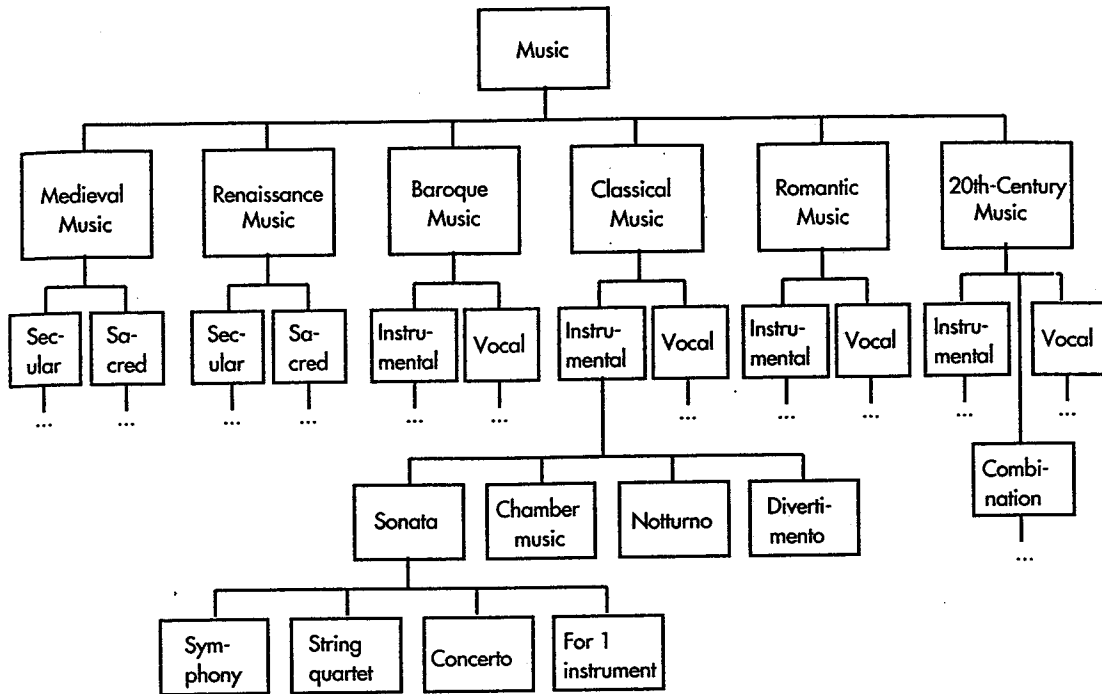 Music
Medieval
Music
Renaissance
Music
Baroque
Music
Classical
Music
Romantic
Music
20th-Century
Music
Sec-
ular
Sa-
cred
Sec-
ular
Sa-
cred
Instru-
mental
Vocal
Instru-
mental
Vocal
Instru-
mental
Vocal
Instru-
mental
Vocal
...
...
...
...
...
...
...
...
...
...
...
Combi-
nation
...
Sonata
Chamber
music
Notturno
Diverti-
mento
Sym-
phony
String
quartet
Concerto
For 1
instrument